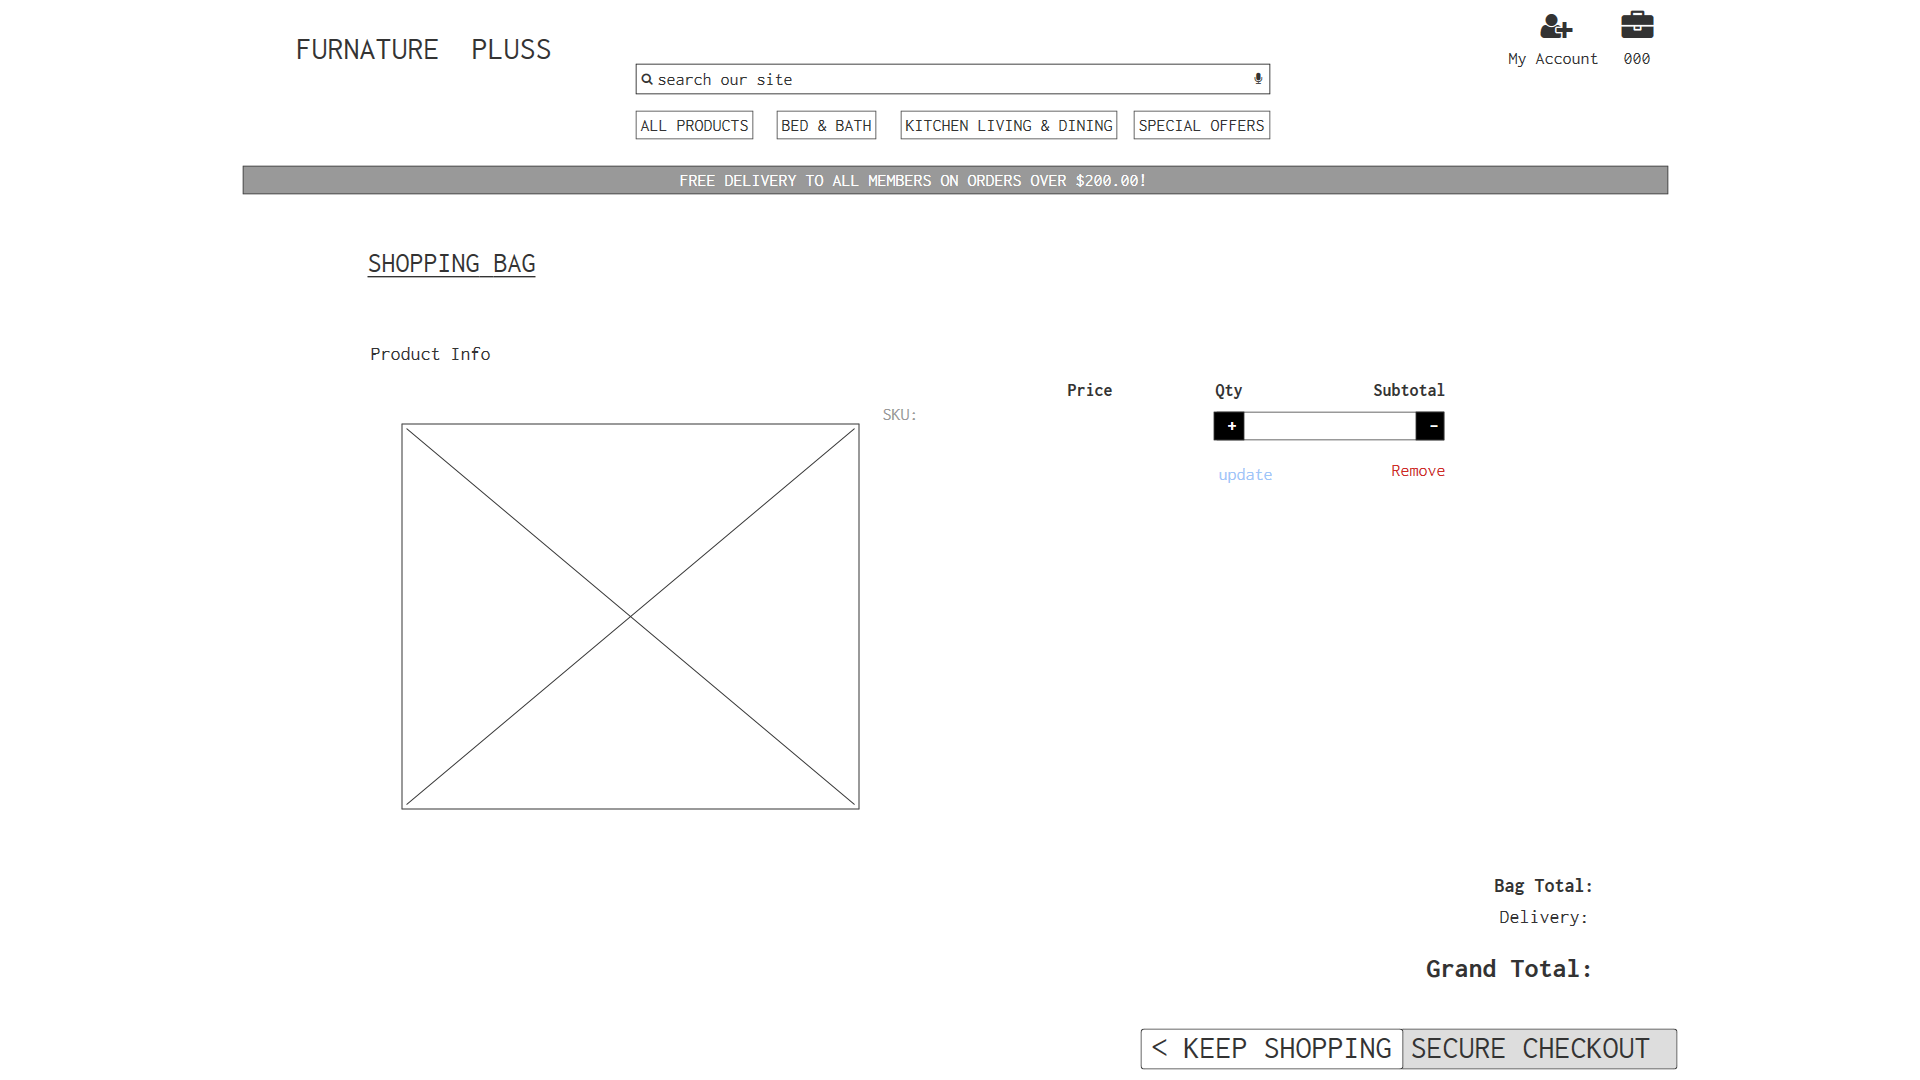 FURNATURE PLUSS
My Account
000
search our site
ALL PRODUCTS
BED & BATH
KITCHEN LIVING & DINING
SPECIAL OFFERS
FREE DELIVERY TO ALL MEMBERS ON ORDERS OVER $200.00!
SHOPPING BAG
Product Info
Price
Qty
Subtotal
SKU:
+
-
update
Remove
Bag Total:
Delivery:
Grand Total:
< KEEP SHOPPING
SECURE CHECKOUT